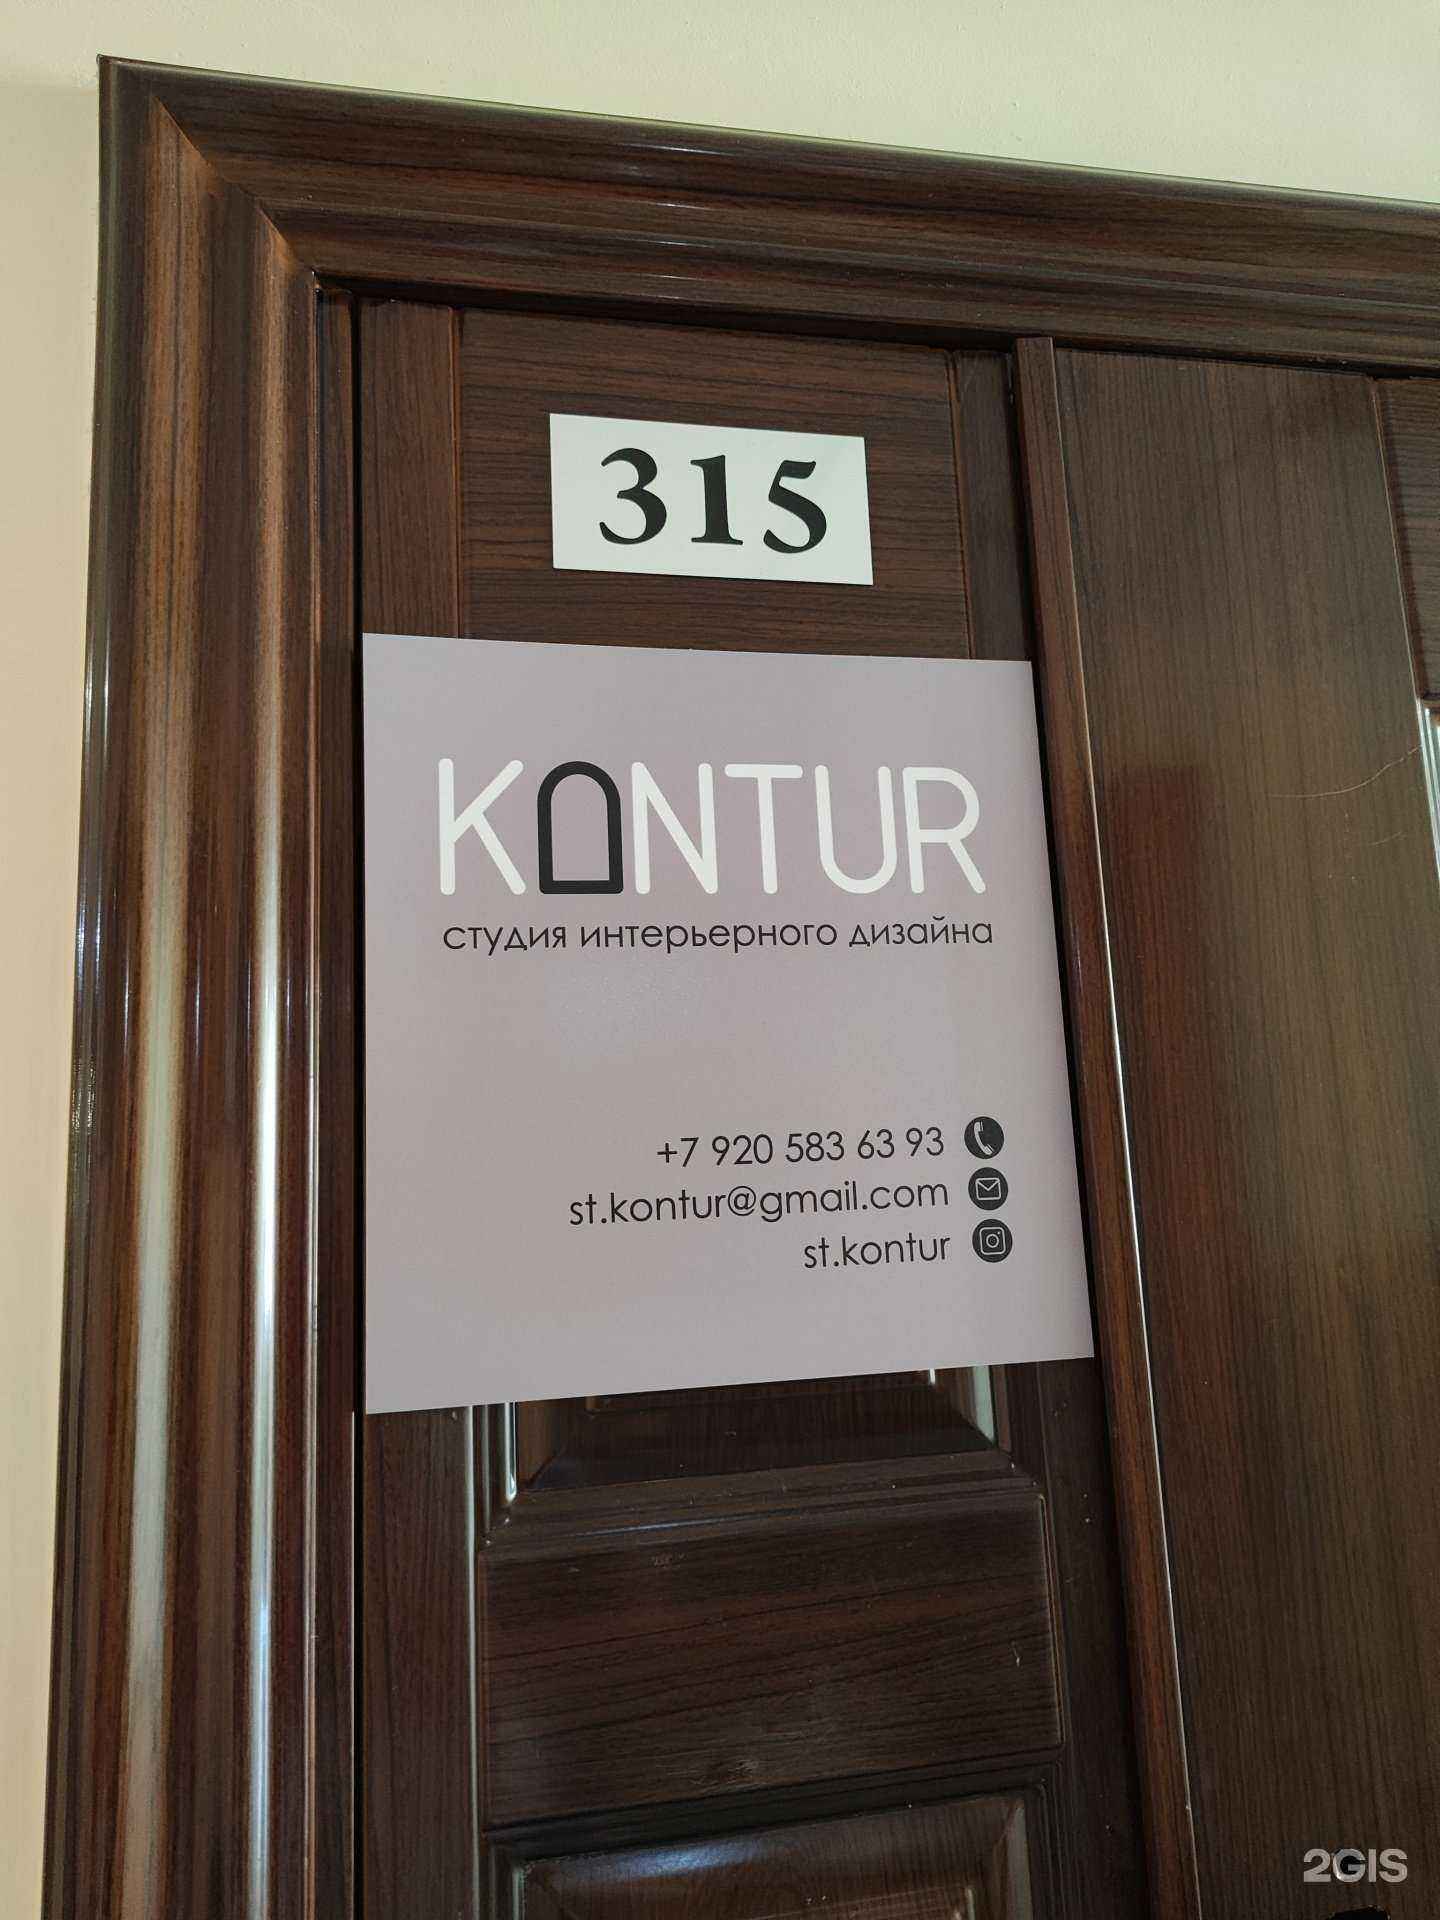 315
KONTUR
студия интерьерного дизайна
+7 920 583 63 93
st.kontur@gmail.com
st.kontur
2GIS